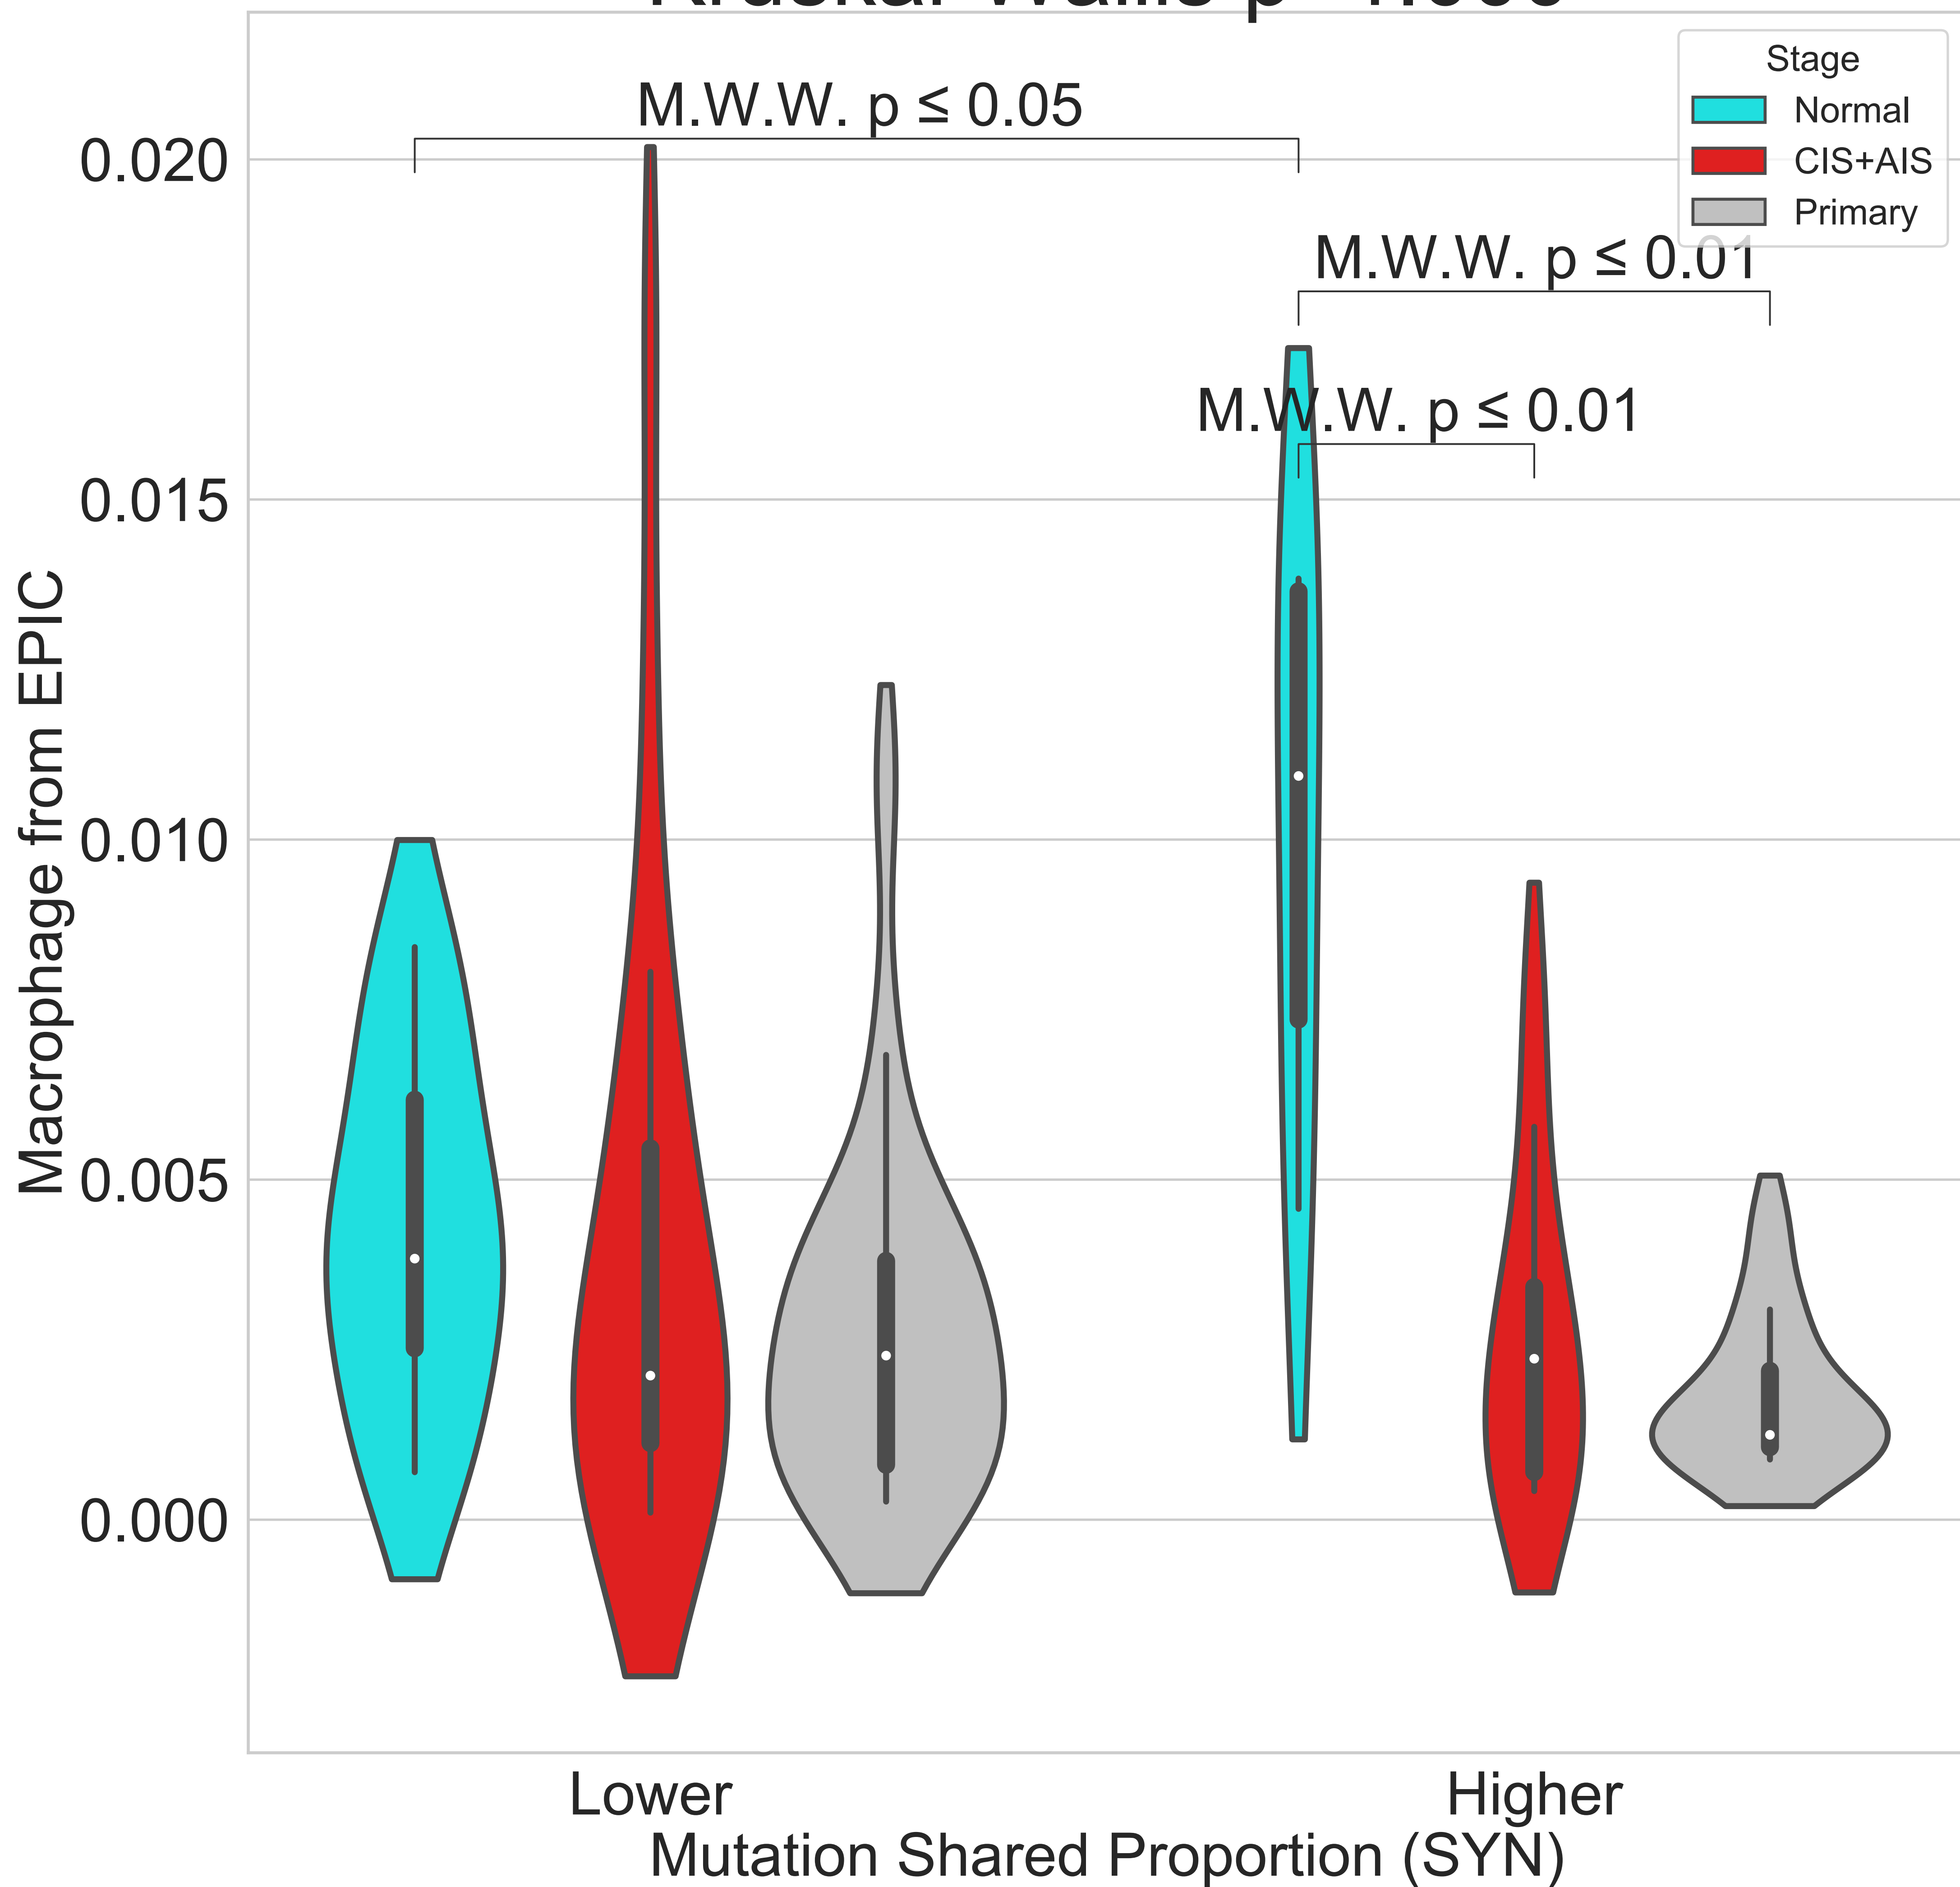 Stage
Normal
CIS+AIS
Primary
M.W.W. p ≤ 0.05
M.W.W. p ≤ 0.01
M.W.W. p ≤ 0.01
0.020
0.015
0.010
0.005
0.000
Macrophage from EPIC
Lower
Higher
Mutation Shared Proportion (SYN)